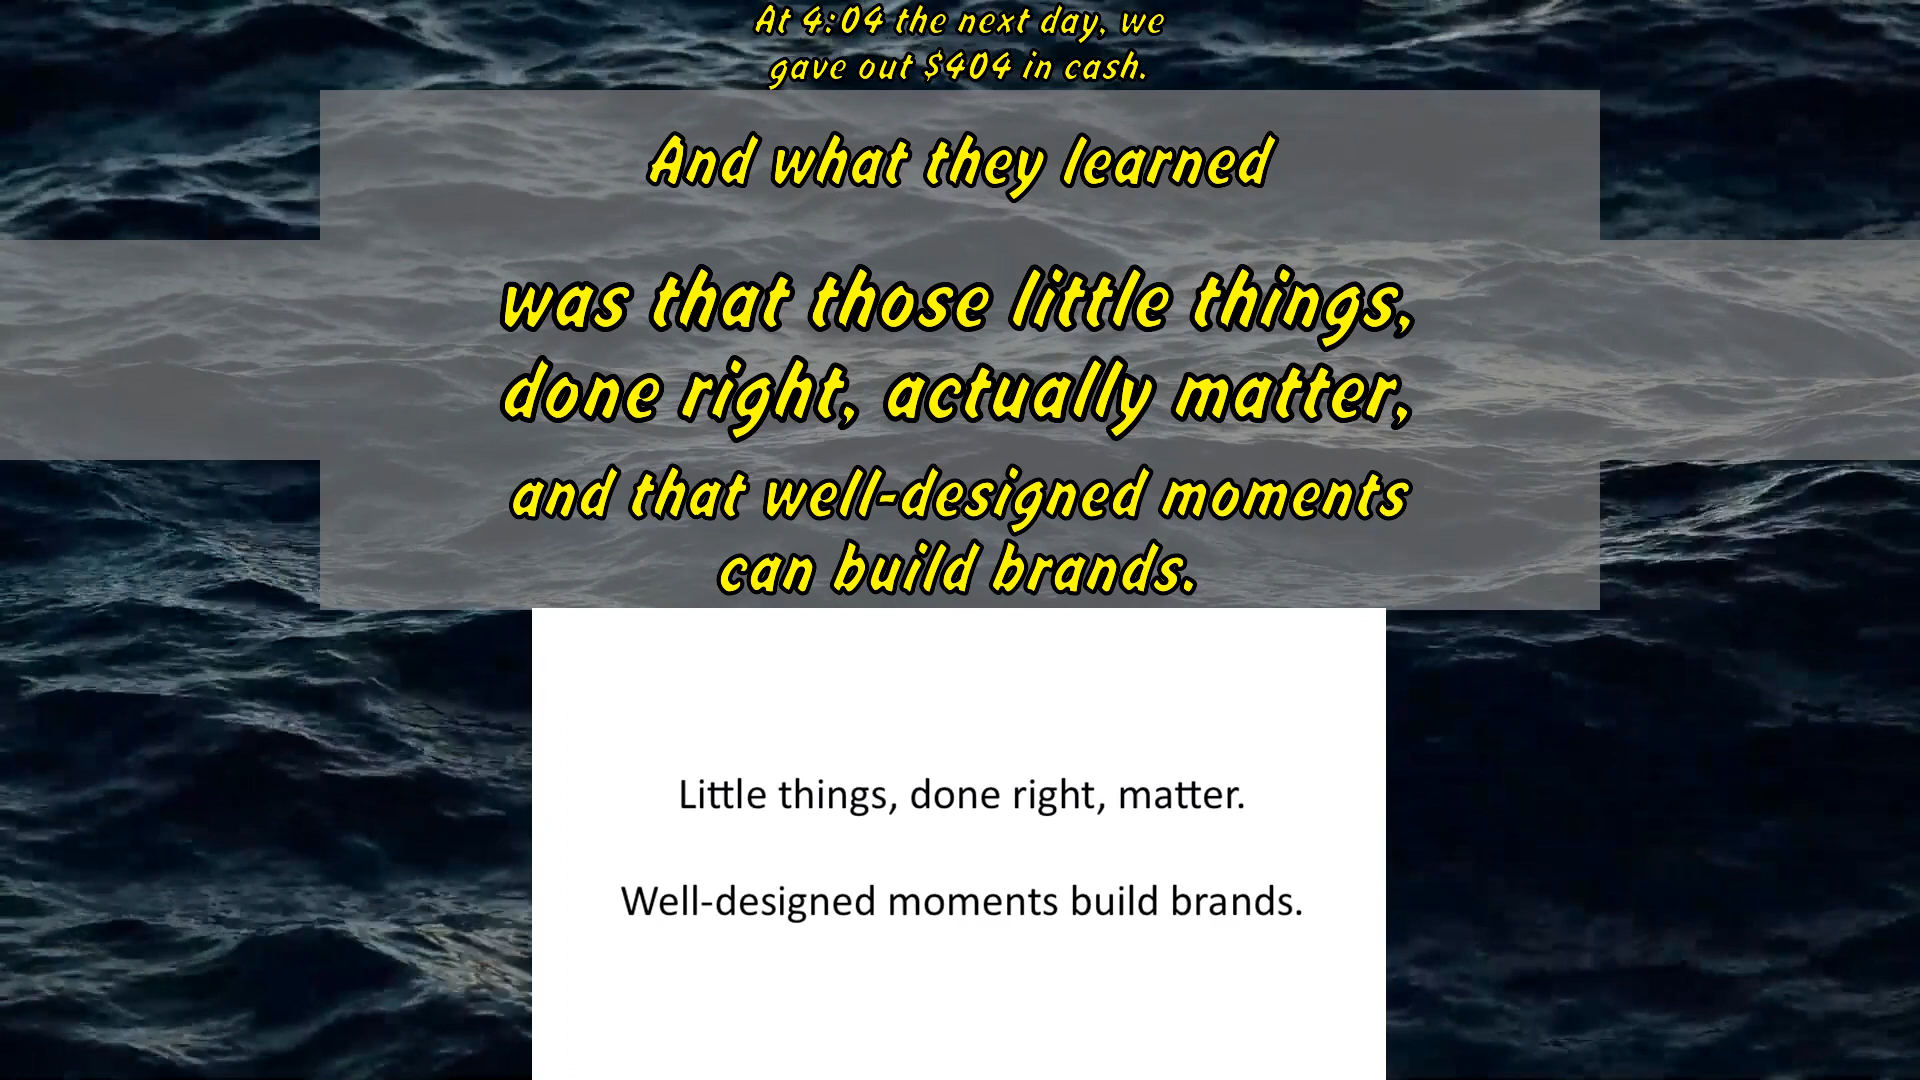 At 4:04 the next day, we
gave out $404 in cash.
And what they learned
was that those little things,
done right, actually matter,
and that well-designed moments
can build brands.
Little things, done right, matter.
Well-designed moments build brands.